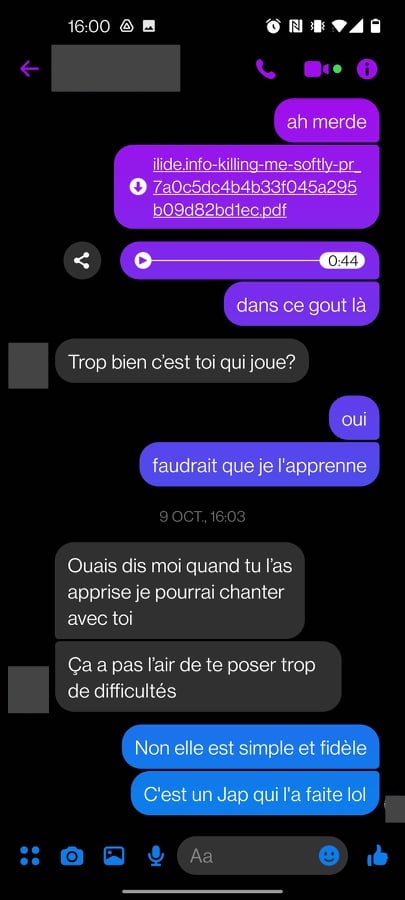 16:00
ah merde
ilide.info-killing-me-softly-pr_
7a0c5dc4b4b33f045a295
b09d82bd1ec.pdf
0:44
dans ce gout là
Trop bien c’est toi qui joue?
oui
faudrait que je l'apprenne
9 OCT., 16:03
Ouais dis moi quand tu l’as
apprise je pourrai chanter
avec toi
Ça a pas l’air de te poser trop
de difficultés
Non elle est simple et fidèle
C'est un Jap qui l'a faite lol
Aa